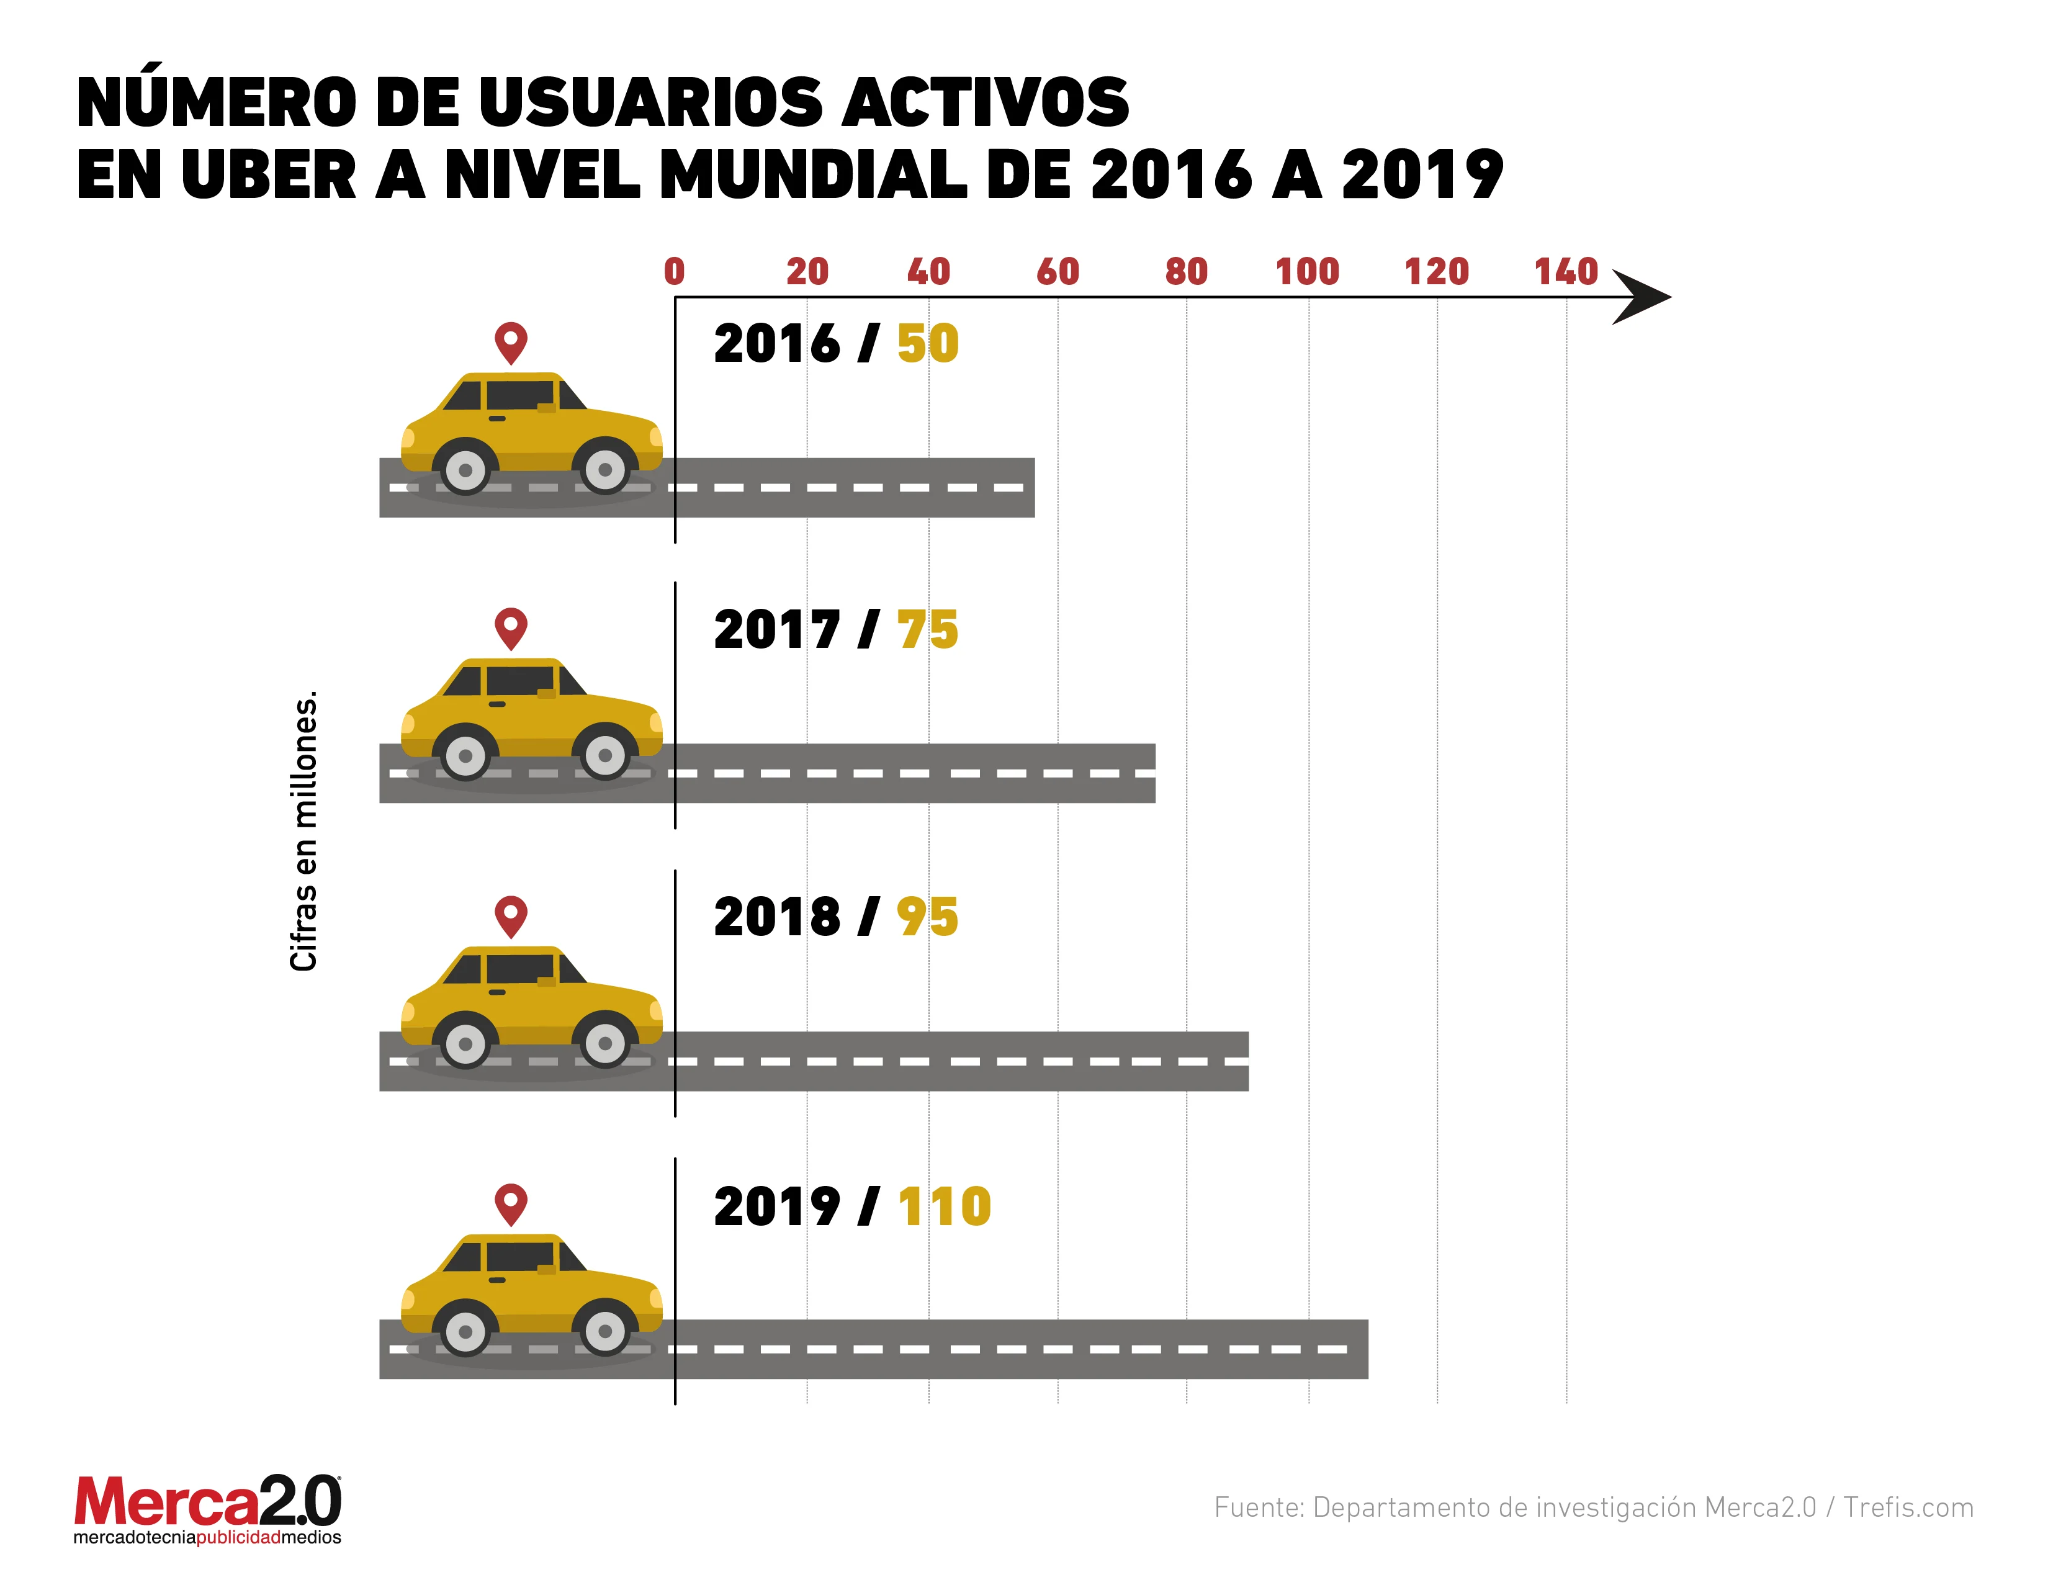 NÚMERO DE USUARIOS ACTIVOS
EN UBER A NIVEL MUNDIAL DE 2016 A 2019
0 20 40 60 80 100 120 140
2016 / 50
2017 / 75
Cifras en millones.
2018 / 95
2019 / 110
Merca2.0
mercadotecniapublicidadmedios
Fuente: Departamento de investigación Merca2.0 / Trefis.com